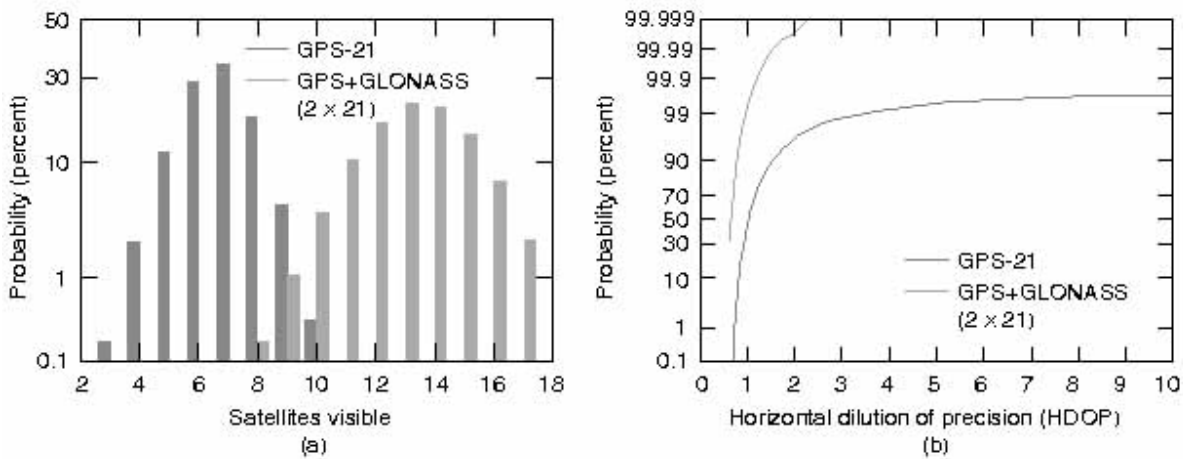 50
30
10
1
0.1
Probability (percent)
GPS-21
GPS+GLONASS
(2 × 21)
2 4 6 8 10 12 14 16 18
Satellites visible
(a)
99.999
99.99
99.9
99
90
70
50
30
10
1
0.1
Probability (percent)
GPS-21
GPS+GLONASS
(2 × 21)
0 1 2 3 4 5 6 7 8 9 10
Horizontal dilution of precision (HDOP)
(b)